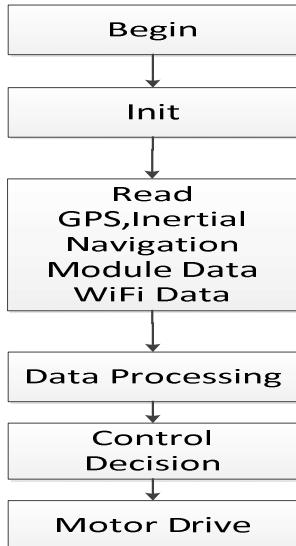 Begin
Init
Read
GPS,Inertial
Navigation
Module Data
WiFi Data
Data Processing
Control
Decision
Motor Drive